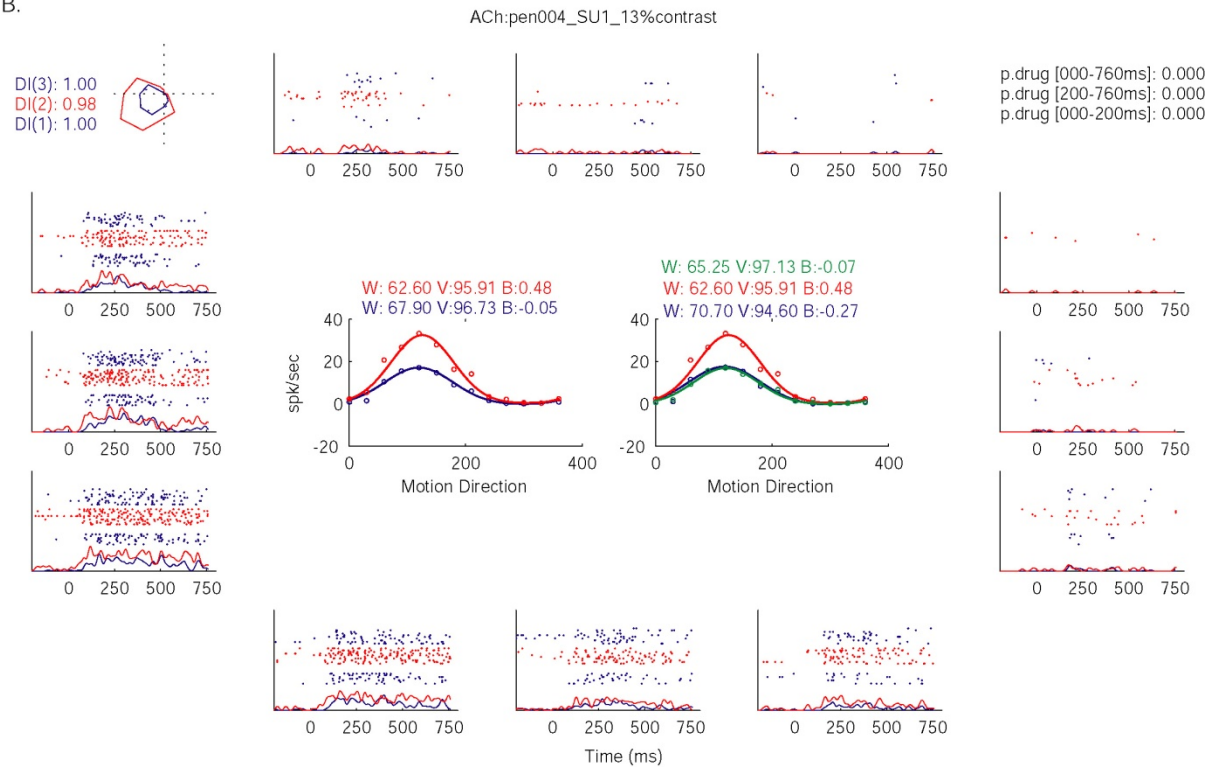 B.
ACh:pen004_SU1_13%contrast
DI(3): 1.00
DI(2): 0.98
DI(1): 1.00
p.drug [000-760ms]: 0.000
p.drug [200-760ms]: 0.000
p.drug [000-200ms]: 0.000
0 250 500 750
0 250 500 750
0 250 500 750
0 250 500 750
0 250 500 750
W: 62.60 V:95.91 B:0.48
W: 67.90 V:96.73 B:-0.05
40
20
0
-20
spk/sec
0 200 400
Motion Direction
W: 65.25 V:97.13 B:-0.07
W: 62.60 V:95.91 B:0.48
W: 70.70 V:94.60 B:-0.27
40
20
0
-20
0 200 400
Motion Direction
0 250 500 750
0 250 500 750
0 250 500 750
0 250 500 750
0 250 500 750
0 250 500 750
0 250 500 750
Time (ms)